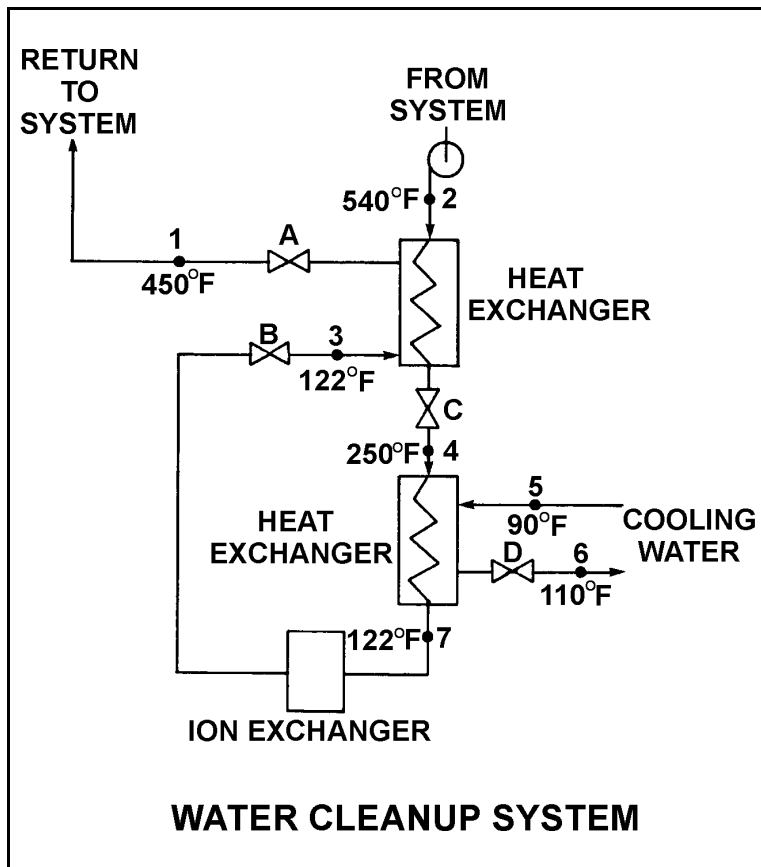 RETURN
TO
SYSTEM
FROM
SYSTEM
540°F 2
1
A
450°F
HEAT
EXCHANGER
B
3
122°F
C
250°F 4
HEAT
EXCHANGER
5
90°F
COOLING
WATER
D
6
110°F
122°F 7
ION EXCHANGER
WATER CLEANUP SYSTEM